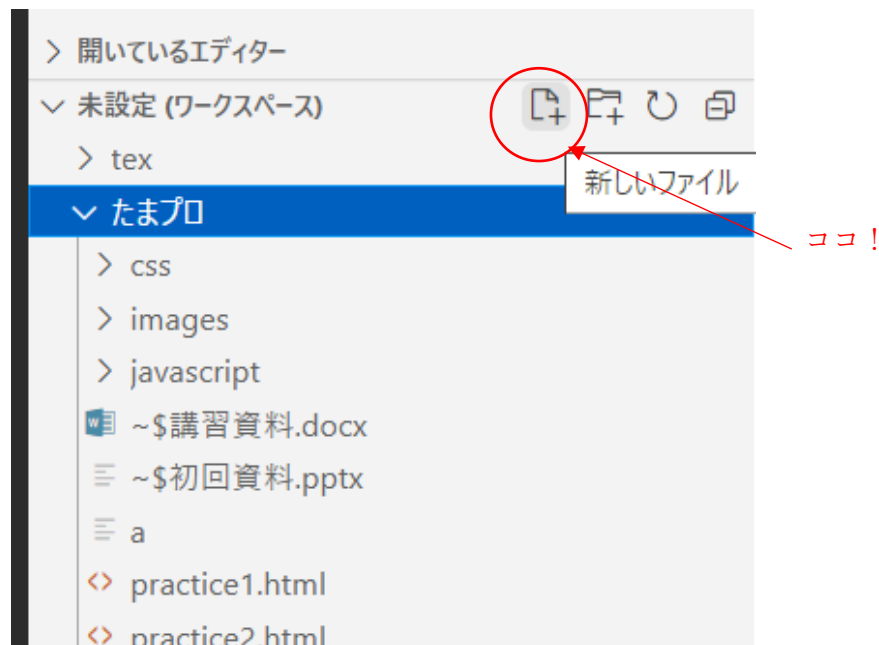 開いているエディター
未設定 (ワークスペース)
tex
新しいファイル
たまプロ
ココ！
css
images
javascript
~$講習資料.docx
~$初回資料.pptx
a
practice1.html
practice2.html